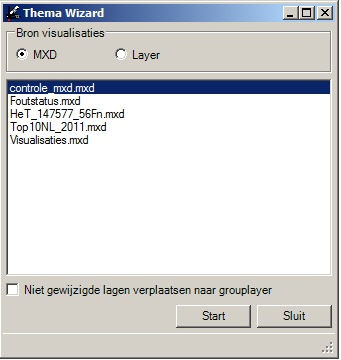 Thema Wizard
Bron visualisaties
MXD
Layer
controle_mxd.mxd
Foutstatus.mxd
HeT_147577_56Fn.mxd
Top10NL_2011.mxd
Visualisaties.mxd
Niet gewijzigde lagen verplaatsen naar grouplayer
Start
Sluit